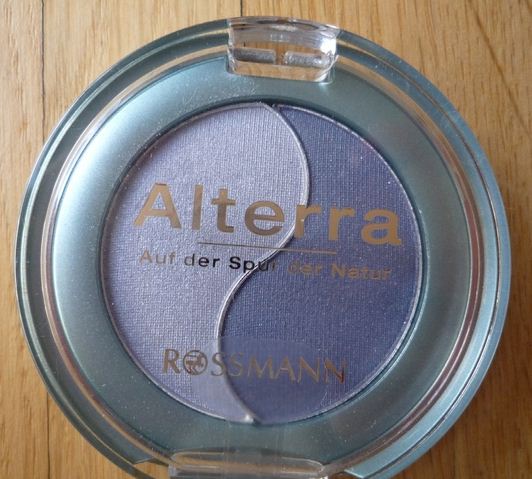 Alterra
Auf der Spur der Natur
ROSSMANN